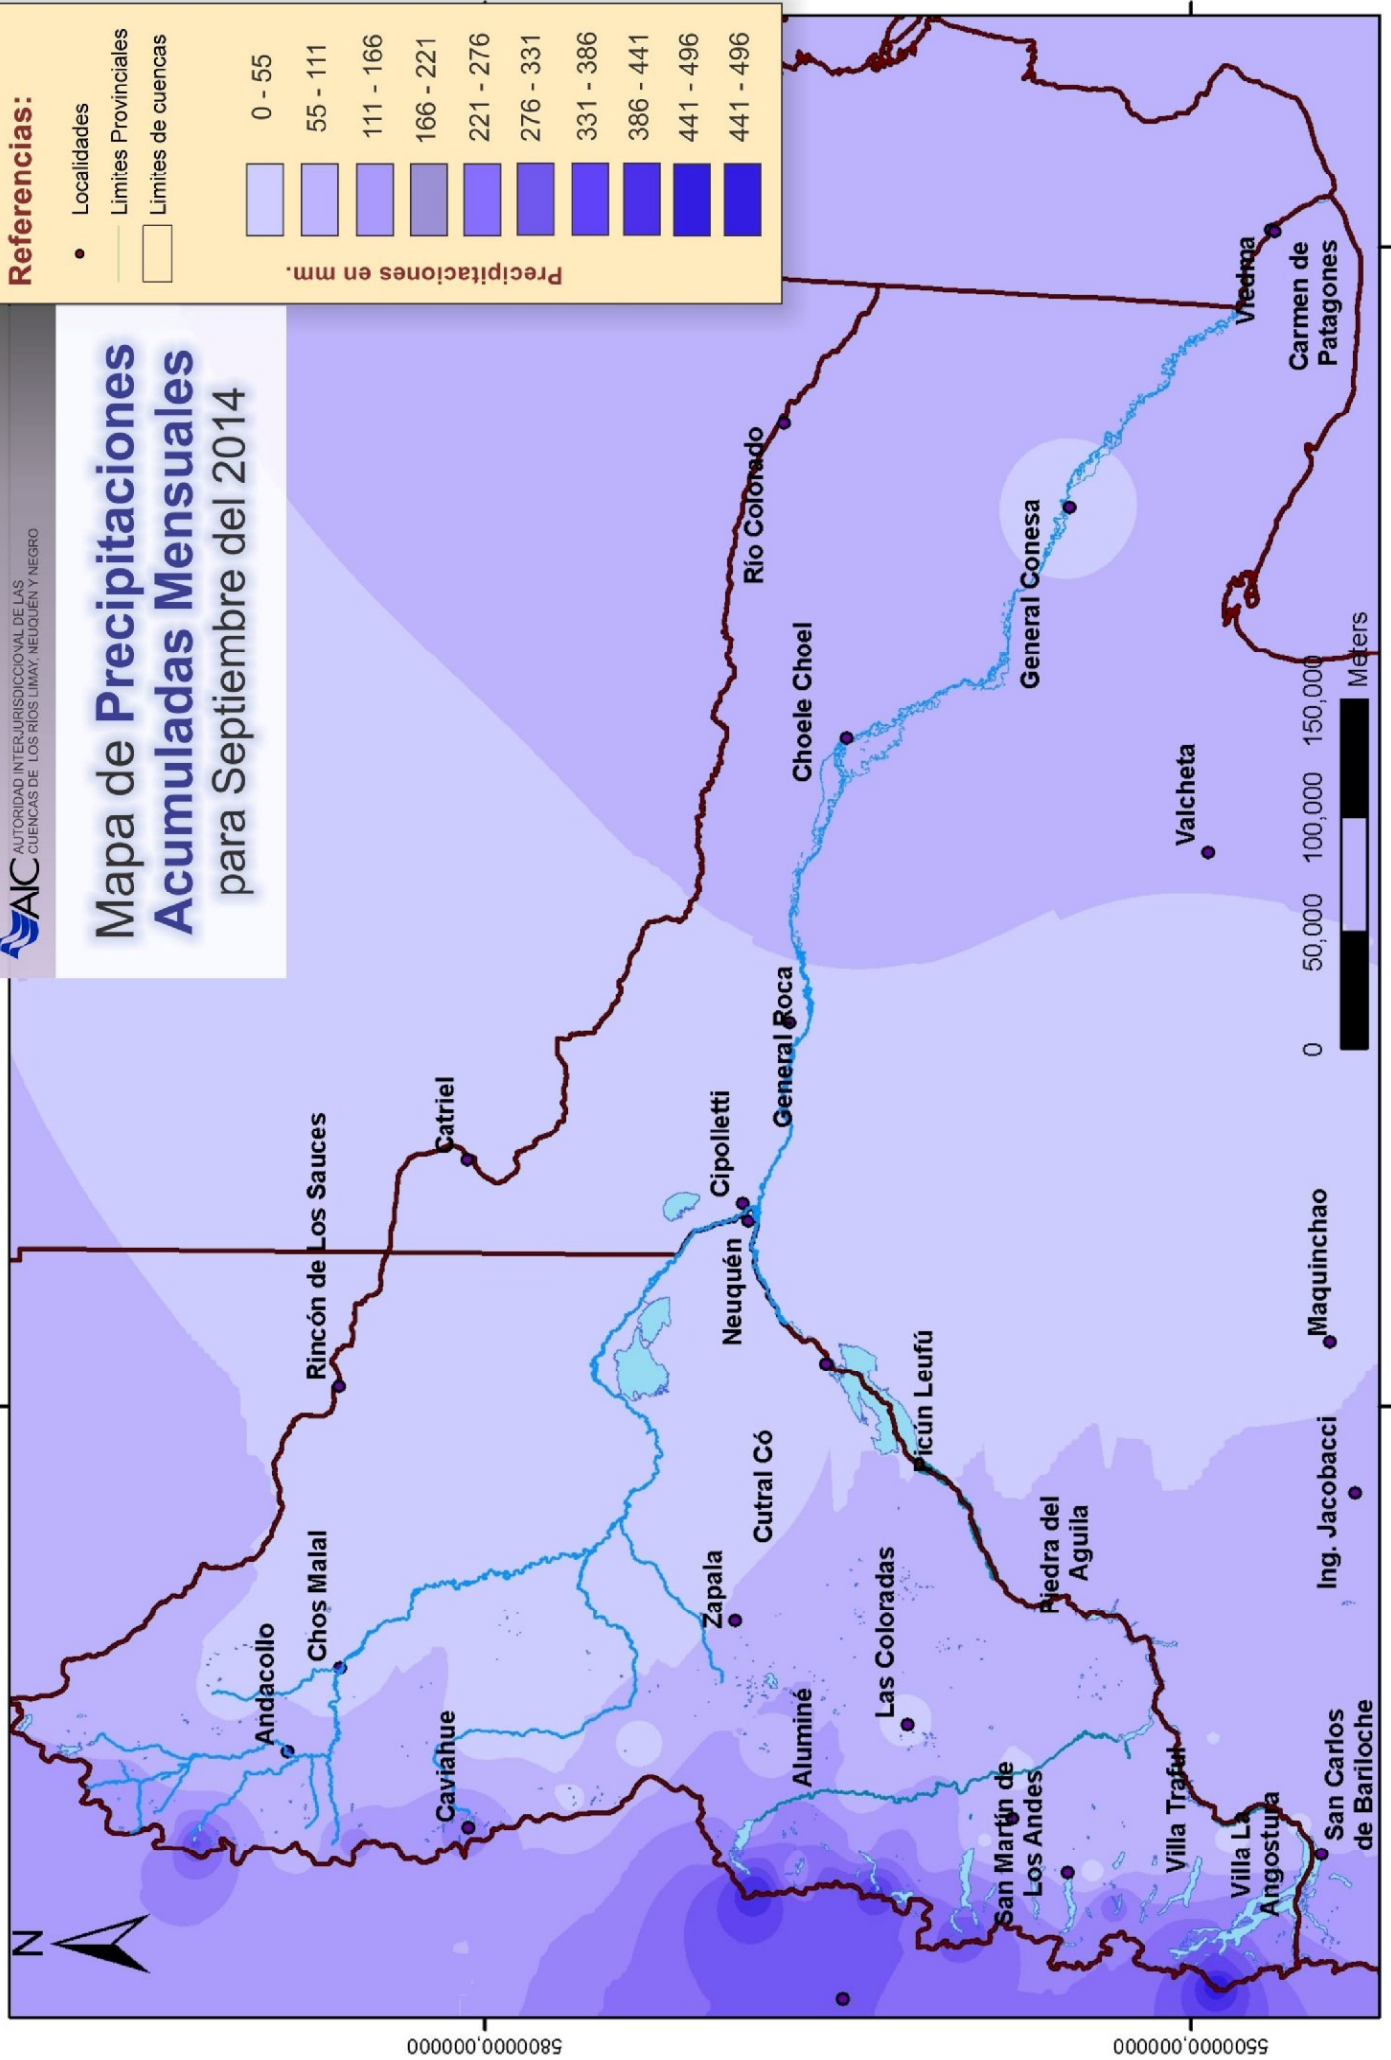 AIC
AUTORIDAD INTERJURISDICCIONAL DE LAS
CUENCAS DE LOS RÍOS LIMAY, NEUQUÉN Y NEGRO
Mapa de Precipitaciones
Acumuladas Mensuales
para Septiembre del 2014
Referencias:
Localidades
Limites Provinciales
Limites de cuencas
Precipitaciones en mm.
0 - 55
55 - 111
111 - 166
166 - 221
221 - 276
276 - 331
331 - 386
386 - 441
441 - 496
441 - 496
N
Andacollo
Chos Malal
Rincón de Los Sauces
Catriel
Caviahue
Zapala
Cutral Có
Neuquén
Cipolletti
General Roca
Río Colorado
Choele Choel
Aluminé
Las Coloradas
Picún Leufú
General Conesa
San Martín de
Los Andes
Piedra del
Aguila
Villa Traful
Valcheta
Viedma
Carmen de
Patagones
Villa La
Angostura
San Carlos
de Bariloche
Ing. Jacobacci
Maquinchao
0
50,000
100,000
150,000
Meters
5800000,000000
5500000,000000